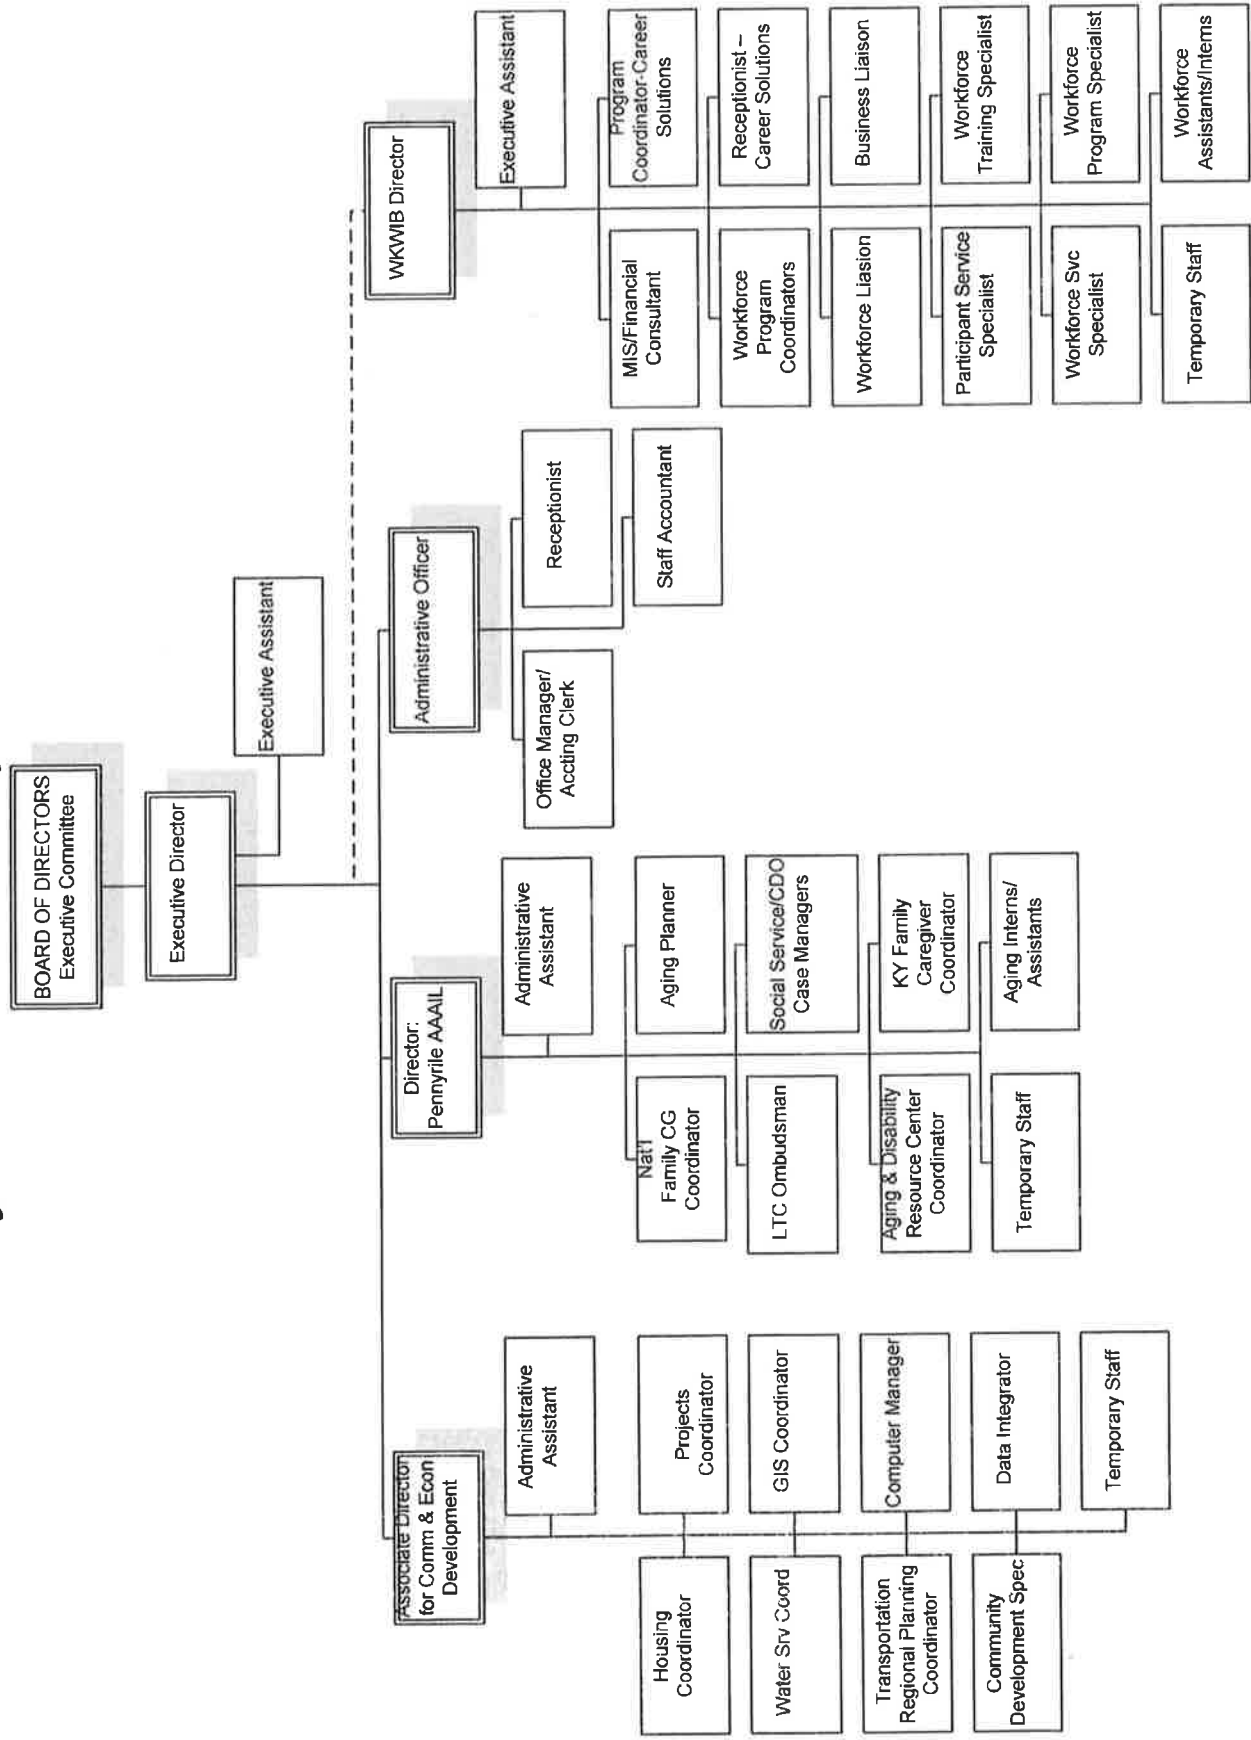 BOARD OF DIRECTORS
Executive Committee
Executive Director
Executive Assistant
Associate Director
for Comm & Econ
Development
Director:
Pennyrile AAAIL
Administrative Officer
WKWIB Director
Administrative
Assistant
Housing
Coordinator
Projects
Coordinator
Water Srv Coord
GIS Coordinator
Transportation
Regional Planning
Coordinator
Computer Manager
Community
Development Spec
Data Integrator
Temporary Staff
Administrative
Assistant
Nat'l
Family CG
Coordinator
Aging Planner
LTC Ombudsman
Social Service/CDO
Case Managers
Aging & Disability
Resource Center
Coordinator
KY Family
Caregiver
Coordinator
Temporary Staff
Aging Interns/
Assistants
Office Manager/
Accting Clerk
Receptionist
Staff Accountant
Executive Assistant
MIS/Financial
Consultant
Program
Coordinator-Career
Solutions
Workforce
Program
Coordinators
Receptionist –
Career Solutions
Workforce Liasion
Business Liaison
Participant Service
Specialist
Workforce
Training Specialist
Workforce Svc
Specialist
Workforce
Program Specialist
Temporary Staff
Workforce
Assistants/Interns